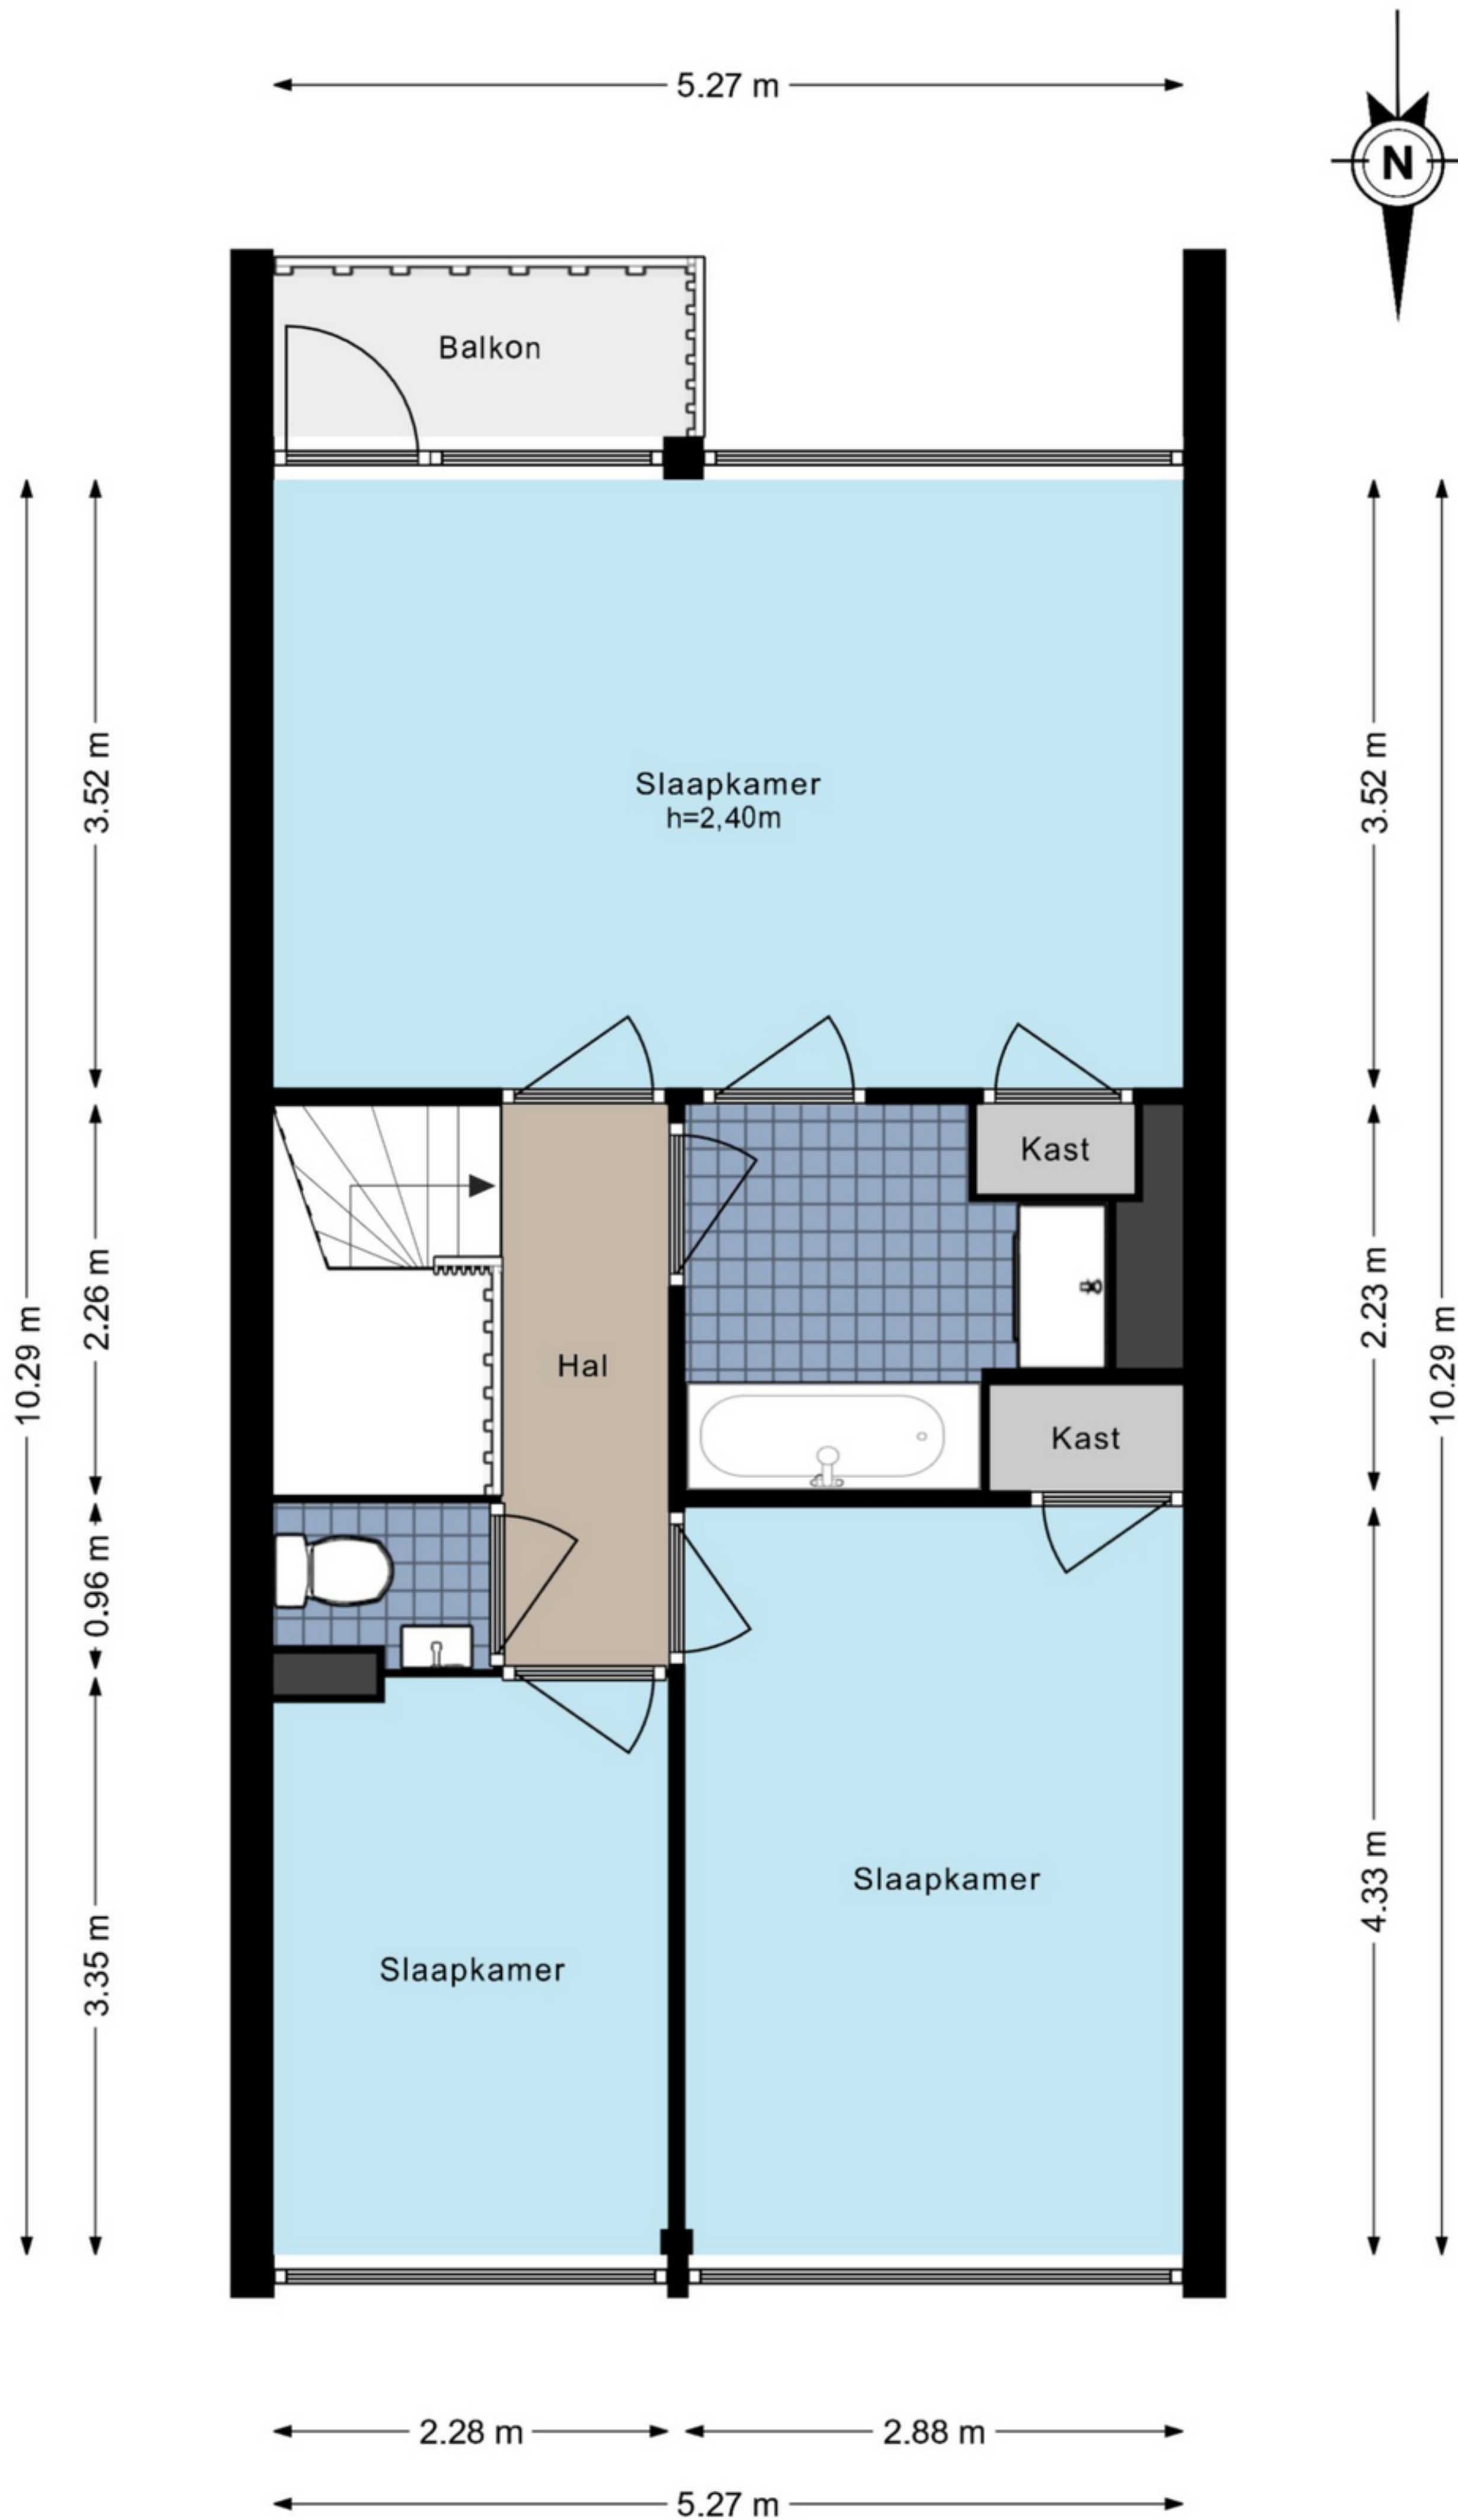 5.27 m
N
Balkon
3.52 m
3.52 m
Slaapkamer
h=2,40m
Kast
2.26 m
2.23 m
10.29 m
10.29 m
Hal
Kast
0.96 m
Slaapkamer
4.33 m
Slaapkamer
3.35 m
2.28 m
2.88 m
5.27 m